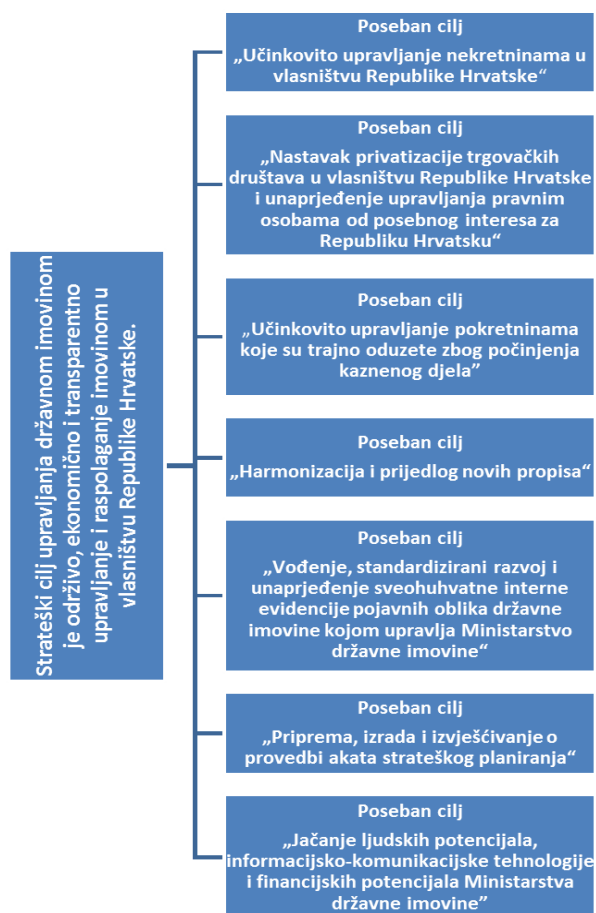 Strateški cilj upravljanja državnom imovinom
je održivo, ekonomično i transparentno
upravljanje i raspolaganje imovinom u
vlasništvu Republike Hrvatske.
Poseban cilj
„Učinkovito upravljanje nekretninama u
vlasništvu Republike Hrvatske“
Poseban cilj
„Nastavak privatizacije trgovačkih
društava u vlasništvu Republike Hrvatske
i unaprjeđenje upravljanja pravnim
osobama od posebnog interesa za
Republiku Hrvatsku“
Poseban cilj
„Učinkovito upravljanje pokretninama
koje su trajno oduzete zbog počinjenja
kaznenog djela”
Poseban cilj
„Harmonizacija i prijedlog novih propisa“
Poseban cilj
„Vođenje, standardizirani razvoj i
unaprjeđenje sveohuhvatne interne
evidencije pojavnih oblika državne
imovine kojom upravlja Ministarstvo
državne imovine“
Poseban cilj
„Priprema, izrada i izvješćivanje o
provedbi akata strateškog planiranja“
Poseban cilj
„Jačanje ljudskih potencijala,
informacijsko-komunikacijske tehnologije
i financijskih potencijala Ministarstva
državne imovine”